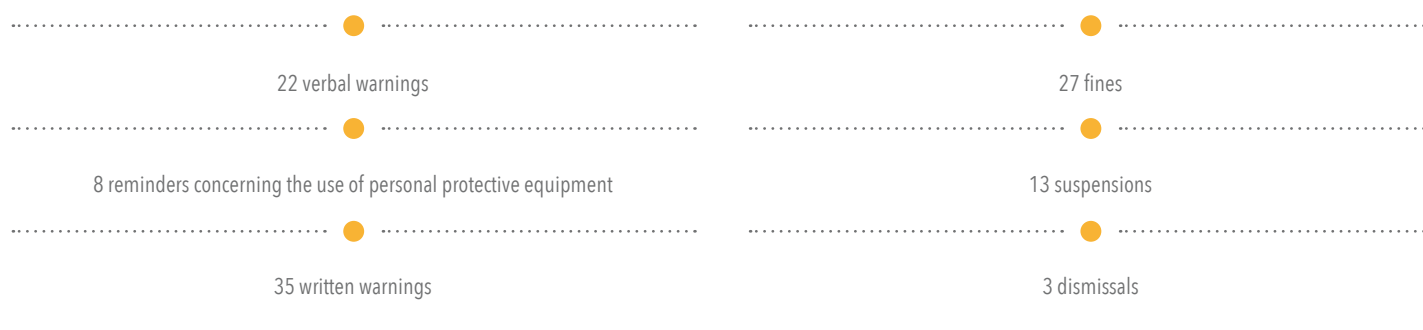 22 verbal warnings
8 reminders concerning the use of personal protective equipment
35 written warnings
27 fines
13 suspensions
3 dismissals